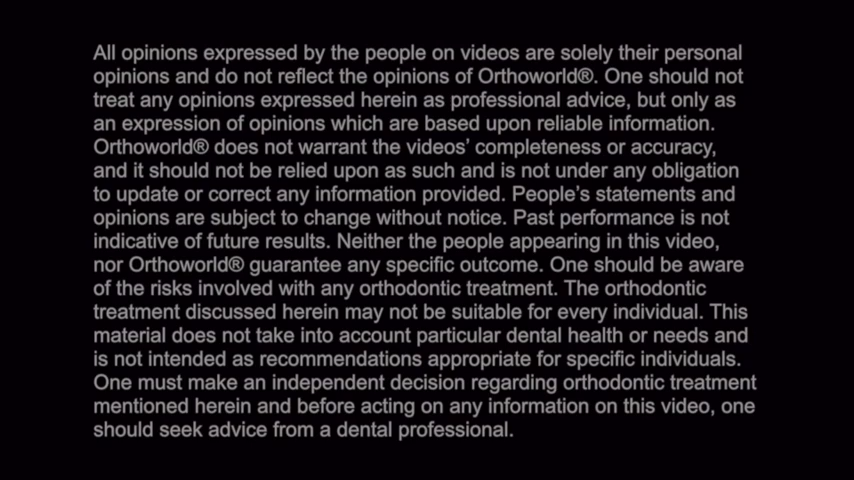 All opinions expressed by the people on videos are solely their personal
opinions and do not reflect the opinions of Orthoworld®. One should not
treat any opinions expressed herein as professional advice, but only as
an expression of opinions which are based upon reliable information.
Orthoworld® does not warrant the videos’ completeness or accuracy,
and it should not be relied upon as such and is not under any obligation
to update or correct any information provided. People’s statements and
opinions are subject to change without notice. Past performance is not
indicative of future results. Neither the people appearing in this video,
nor Orthoworld® guarantee any specific outcome. One should be aware
of the risks involved with any orthodontic treatment. The orthodontic
treatment discussed herein may not be suitable for every individual. This
material does not take into account particular dental health or needs and
is not intended as recommendations appropriate for specific individuals.
One must make an independent decision regarding orthodontic treatment
mentioned herein and before acting on any information on this video, one
should seek advice from a dental professional.